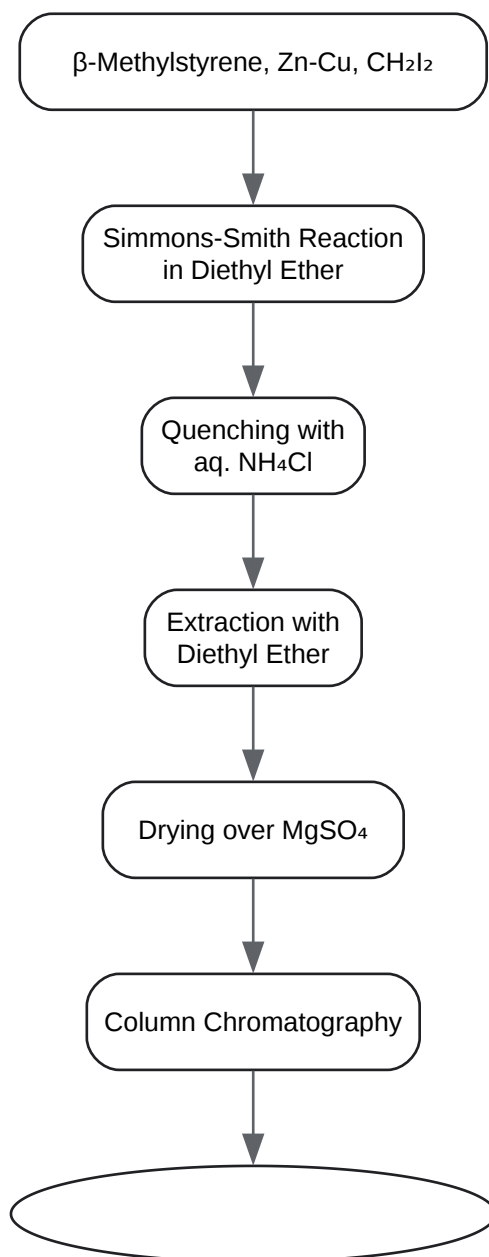 β-Methylstyrene, Zn-Cu, CH₂I₂
Simmons-Smith Reaction
in Diethyl Ether
Quenching with
aq. NH₄Cl
Extraction with
Diethyl Ether
Drying over MgSO₄
Column Chromatography